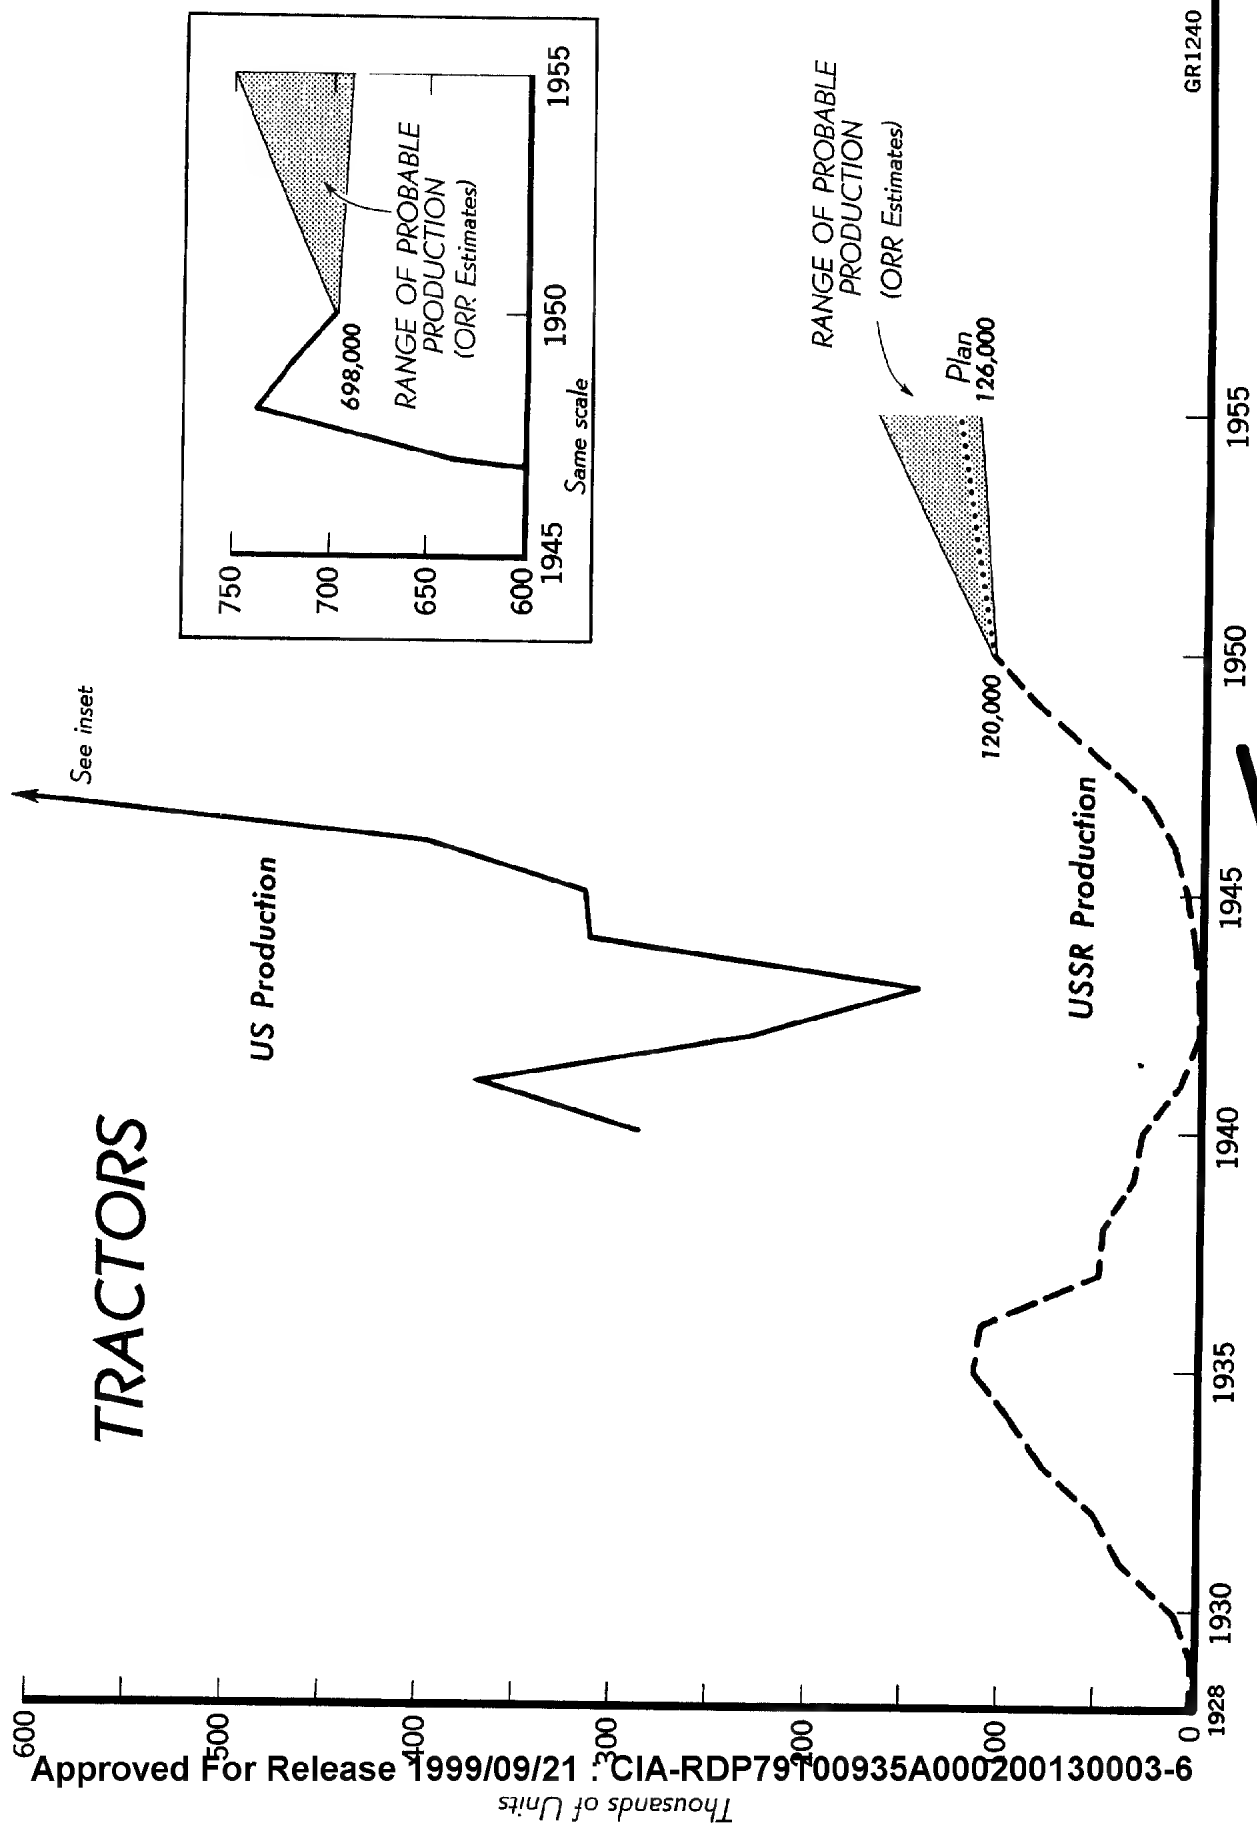 TRACTORS
Thousands of Units
600
500
400
300
200
100
0
1928
1930
1935
1940
1945
1950
1955
US Production
See inset
USSR Production
120,000
Plan
126,000
RANGE OF PROBABLE
PRODUCTION
(ORR Estimates)
750
700
650
600
1945
1950
1955
Same scale
698,000
RANGE OF PROBABLE
PRODUCTION
(ORR Estimates)
GR1240
Approved For Release 1999/09/21 : CIA-RDP79T00935A000200130003-6